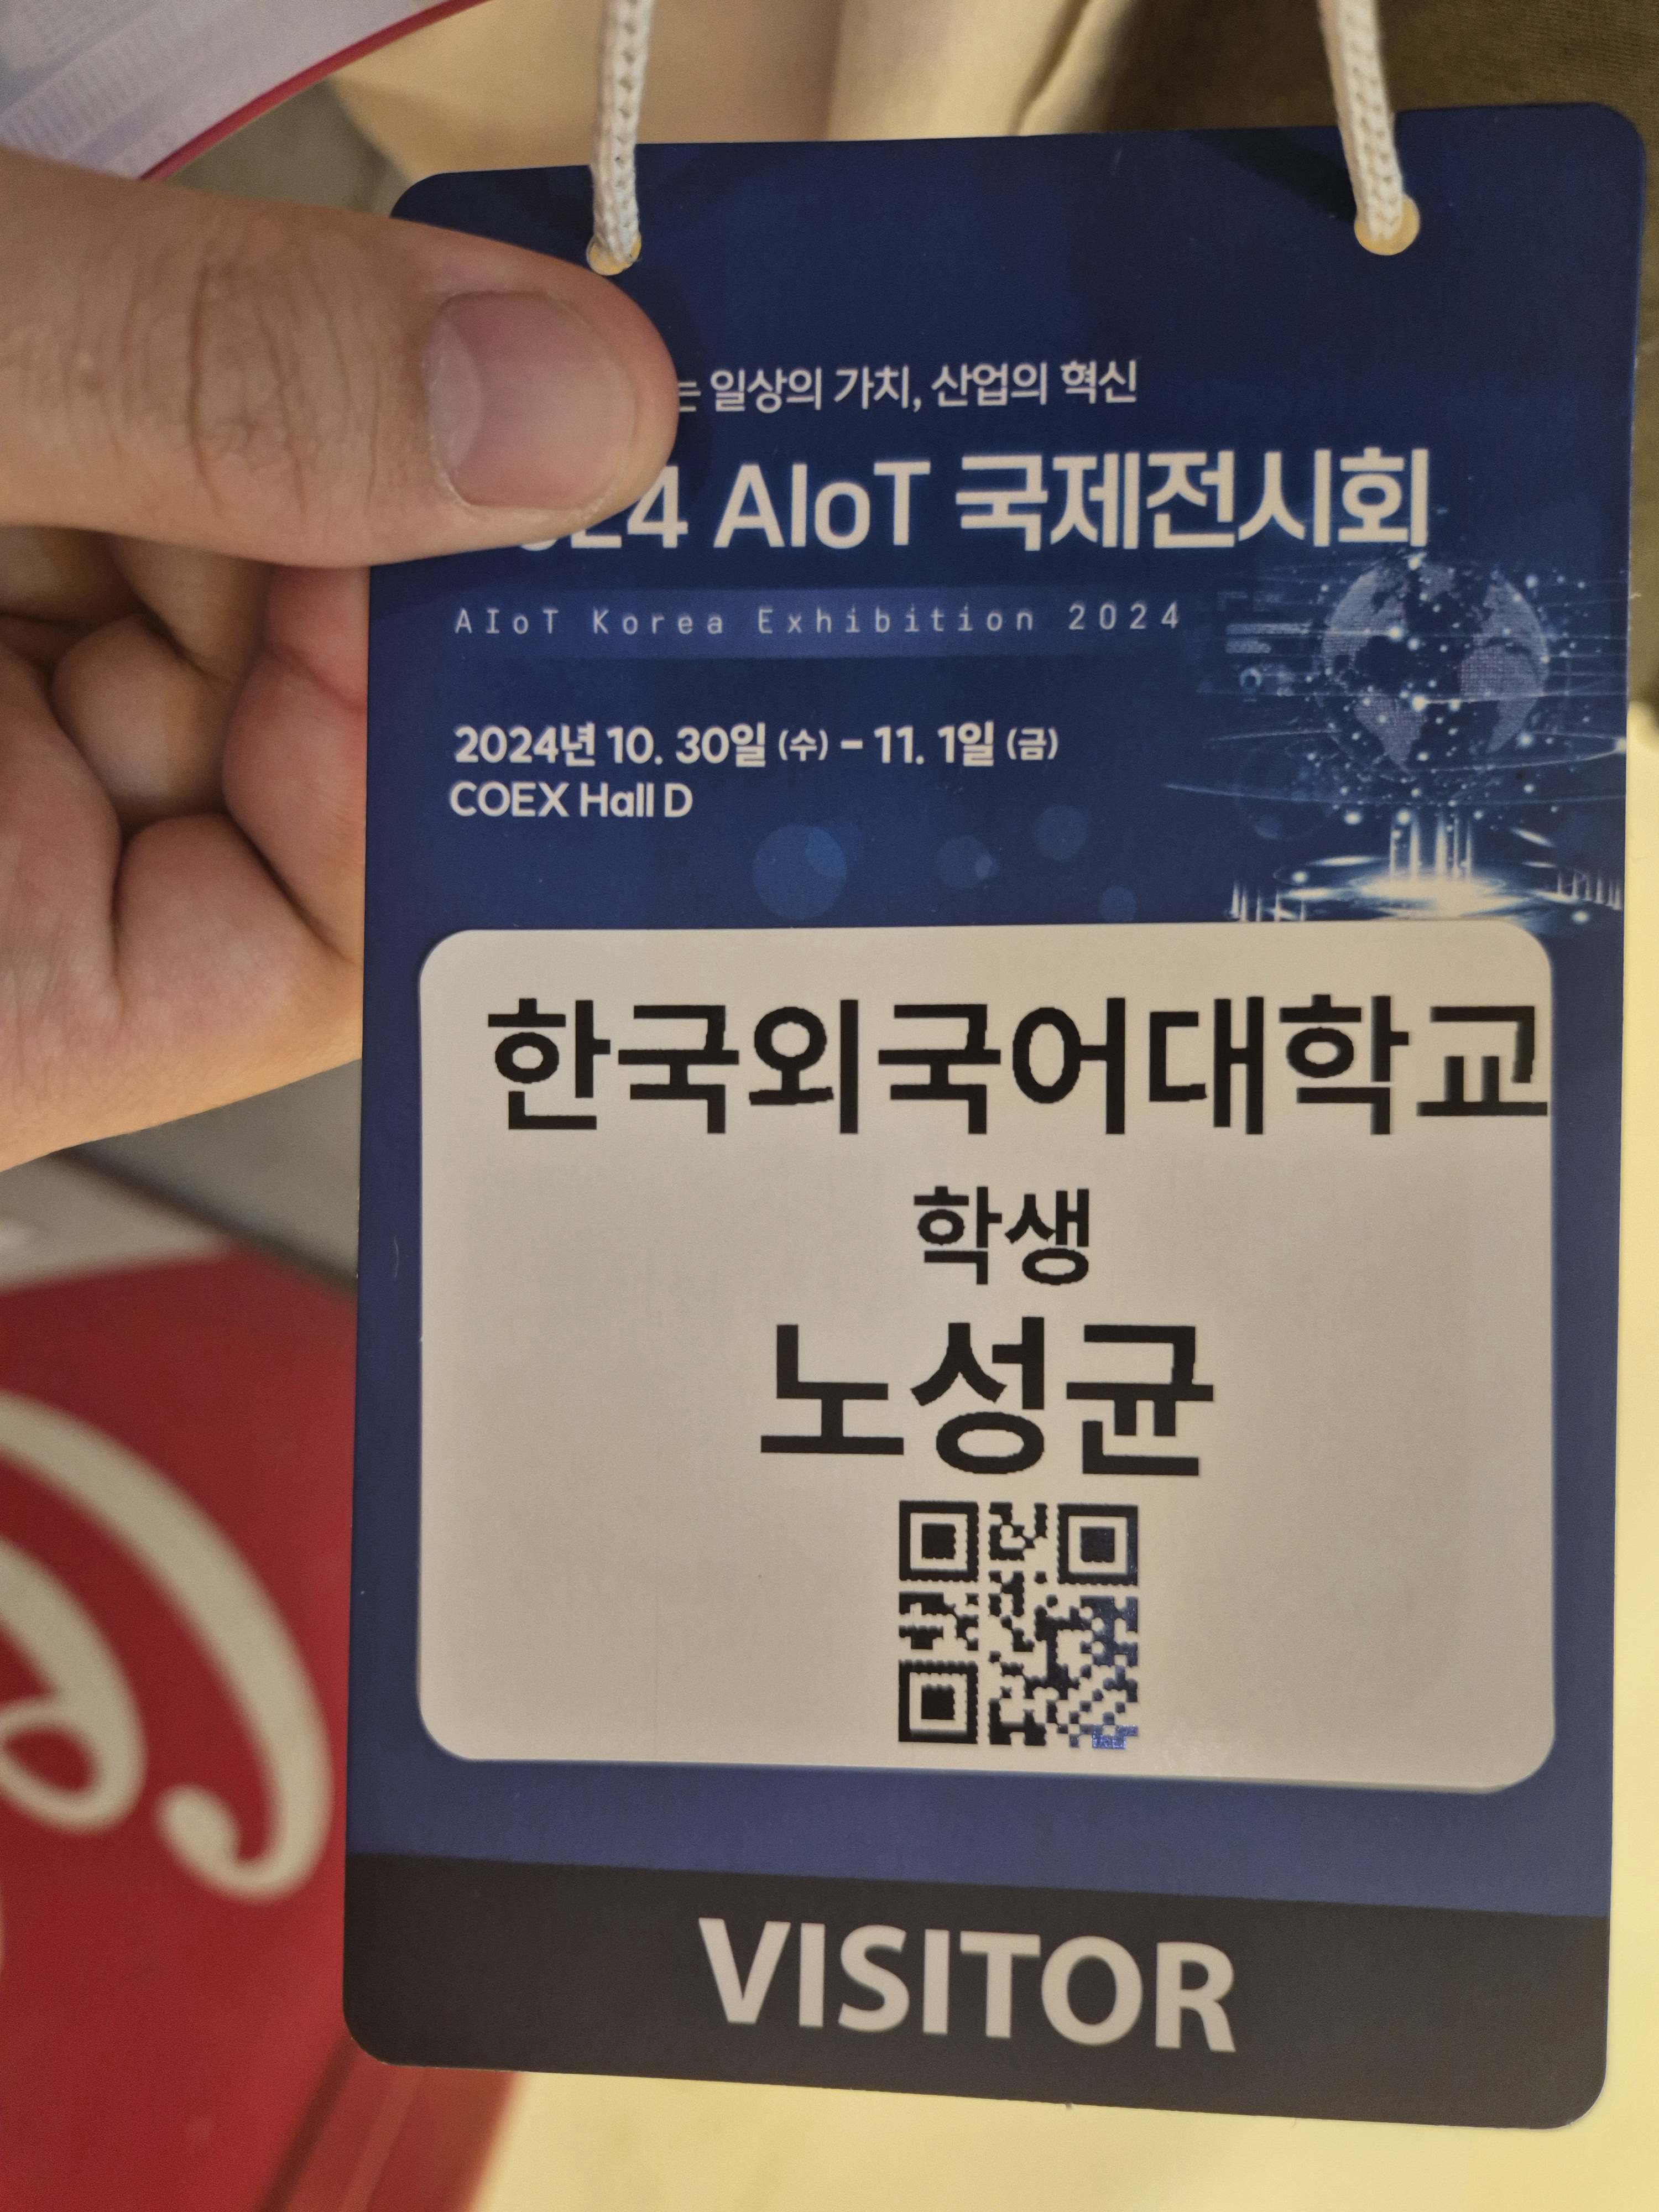 일상의 가치, 산업의 혁신
AIoT 국제전시회
AIoT Korea Exhibition 2024
2024년 10. 30일 (수) – 11. 1일 (금)
COEX Hall D
한국외국어대학교
학생
노성균
VISITOR